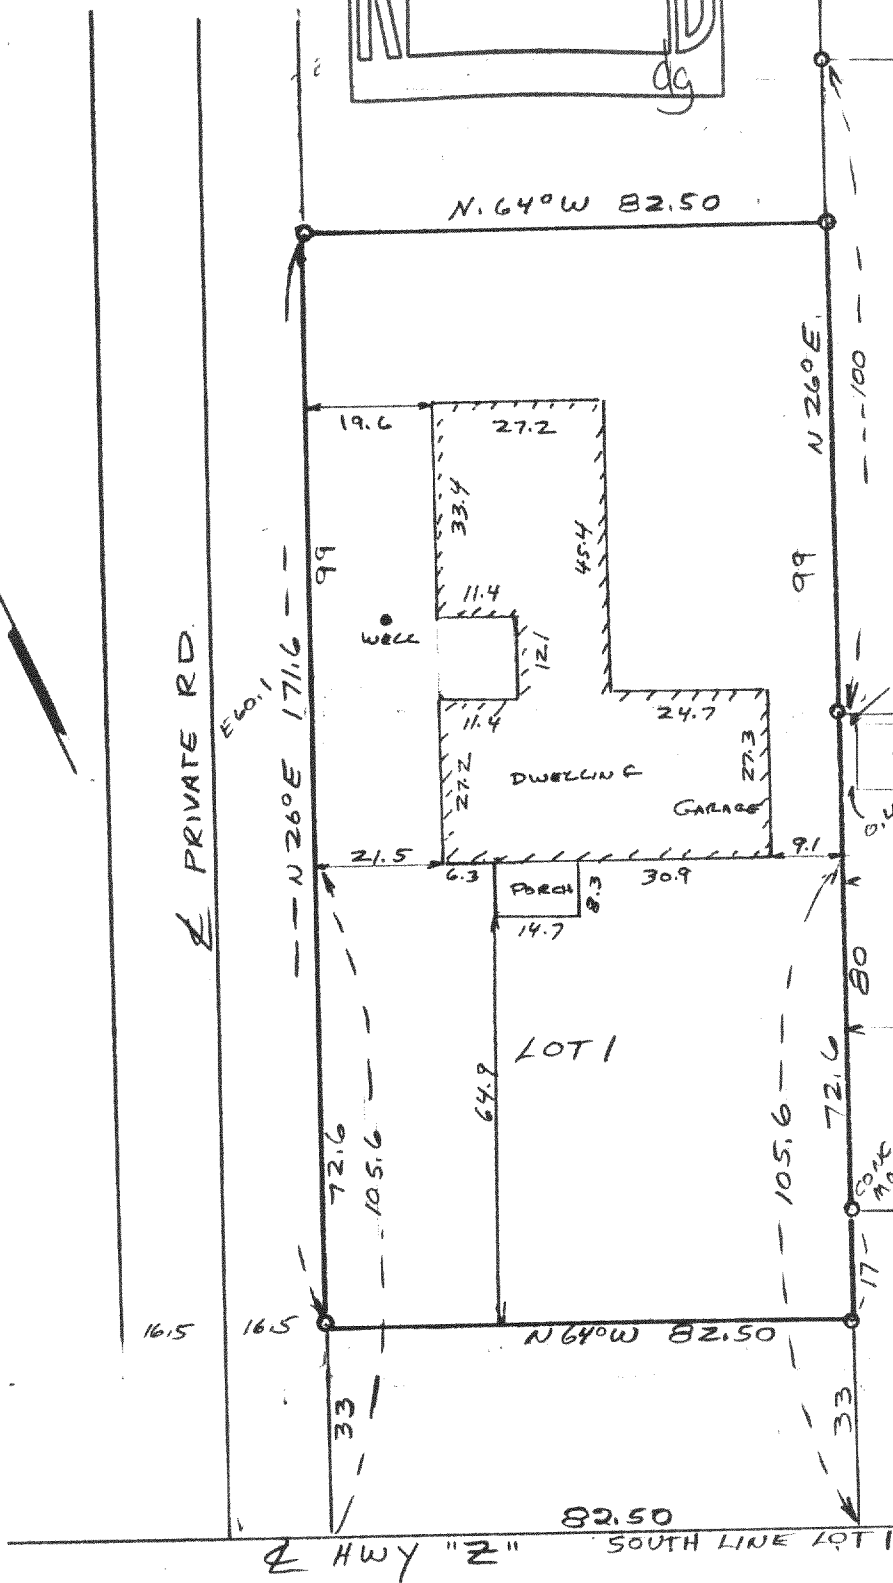 dg
N. 64° W 82.50
N 26° E.
100
19.6
27.2
33.4
45.4
99
99
11.4
12.1
WELL
11.4
24.7
27.2
27.3
DWELLING
GARAGE
℄ PRIVATE RD.
E60.1
N 26° E 171.6
21.5
9.1
6.3
PORCH
8.3
30.9
14.7
80
LOT 1
64.9
72.6
72.6
105.6
105.6
17
16.5
16.5
N 64° W 82.50
33
33
82.50
℄ HWY "Z"
SOUTH LINE LOT 1